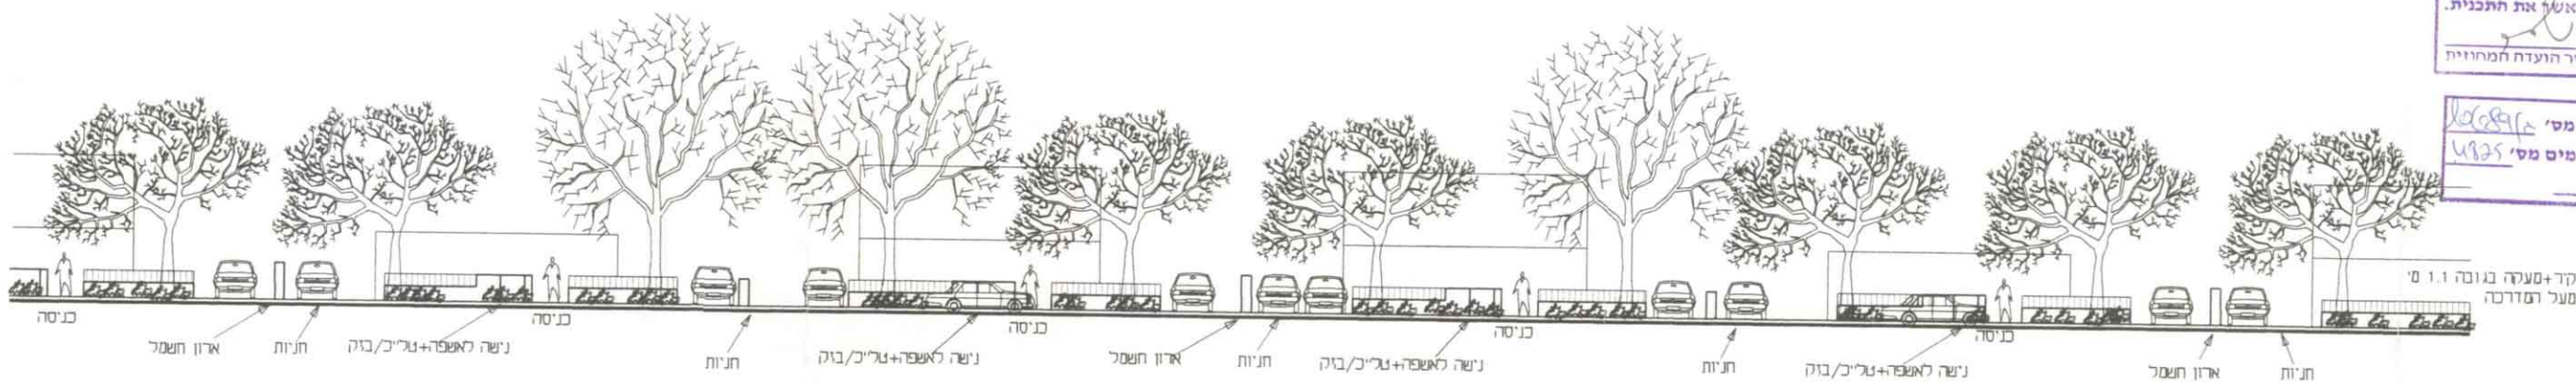 אשר את התכנית.
ר הועדה המחוזית
מס'
מים מס' 4825
קיר+מעקה בגובה 1.1 מ'
מעל המדרכה
כניסה
כניסה
כניסה
כניסה
כניסה
ארון חשמל
חניות
נישה לאשפה+טל"כ/בזק
חניות
נישה לאשפה+טל"כ/בזק
ארון חשמל
חניות
נישה לאשפה+טל"כ/בזק
חניות
נישה לאשפה+טל"כ/בזק
ארון חשמל
חניות